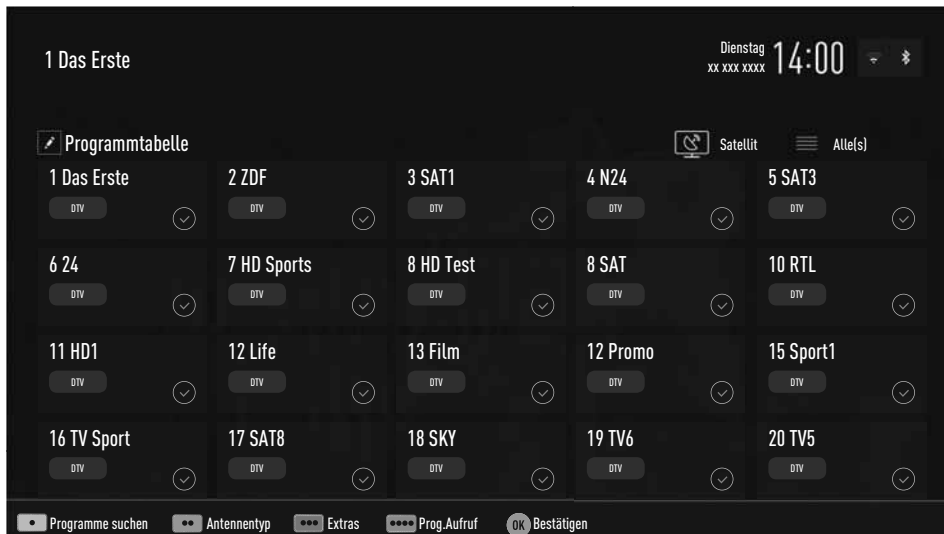 1 Das Erste
Dienstag
xx xxx xxxx
14:00
Programmtabelle
Satellit
Alle(s)
1 Das Erste
DTV
2 ZDF
DTV
3 SAT1
DTV
4 N24
DTV
5 SAT3
DTV
6 24
DTV
7 HD Sports
DTV
8 HD Test
DTV
8 SAT
DTV
10 RTL
DTV
11 HD1
DTV
12 Life
DTV
13 Film
DTV
12 Promo
DTV
15 Sport1
DTV
16 TV Sport
DTV
17 SAT8
DTV
18 SKY
DTV
19 TV6
DTV
20 TV5
DTV
Programme suchen
Antennentyp
Extras
Prog.Aufruf
OK Bestätigen